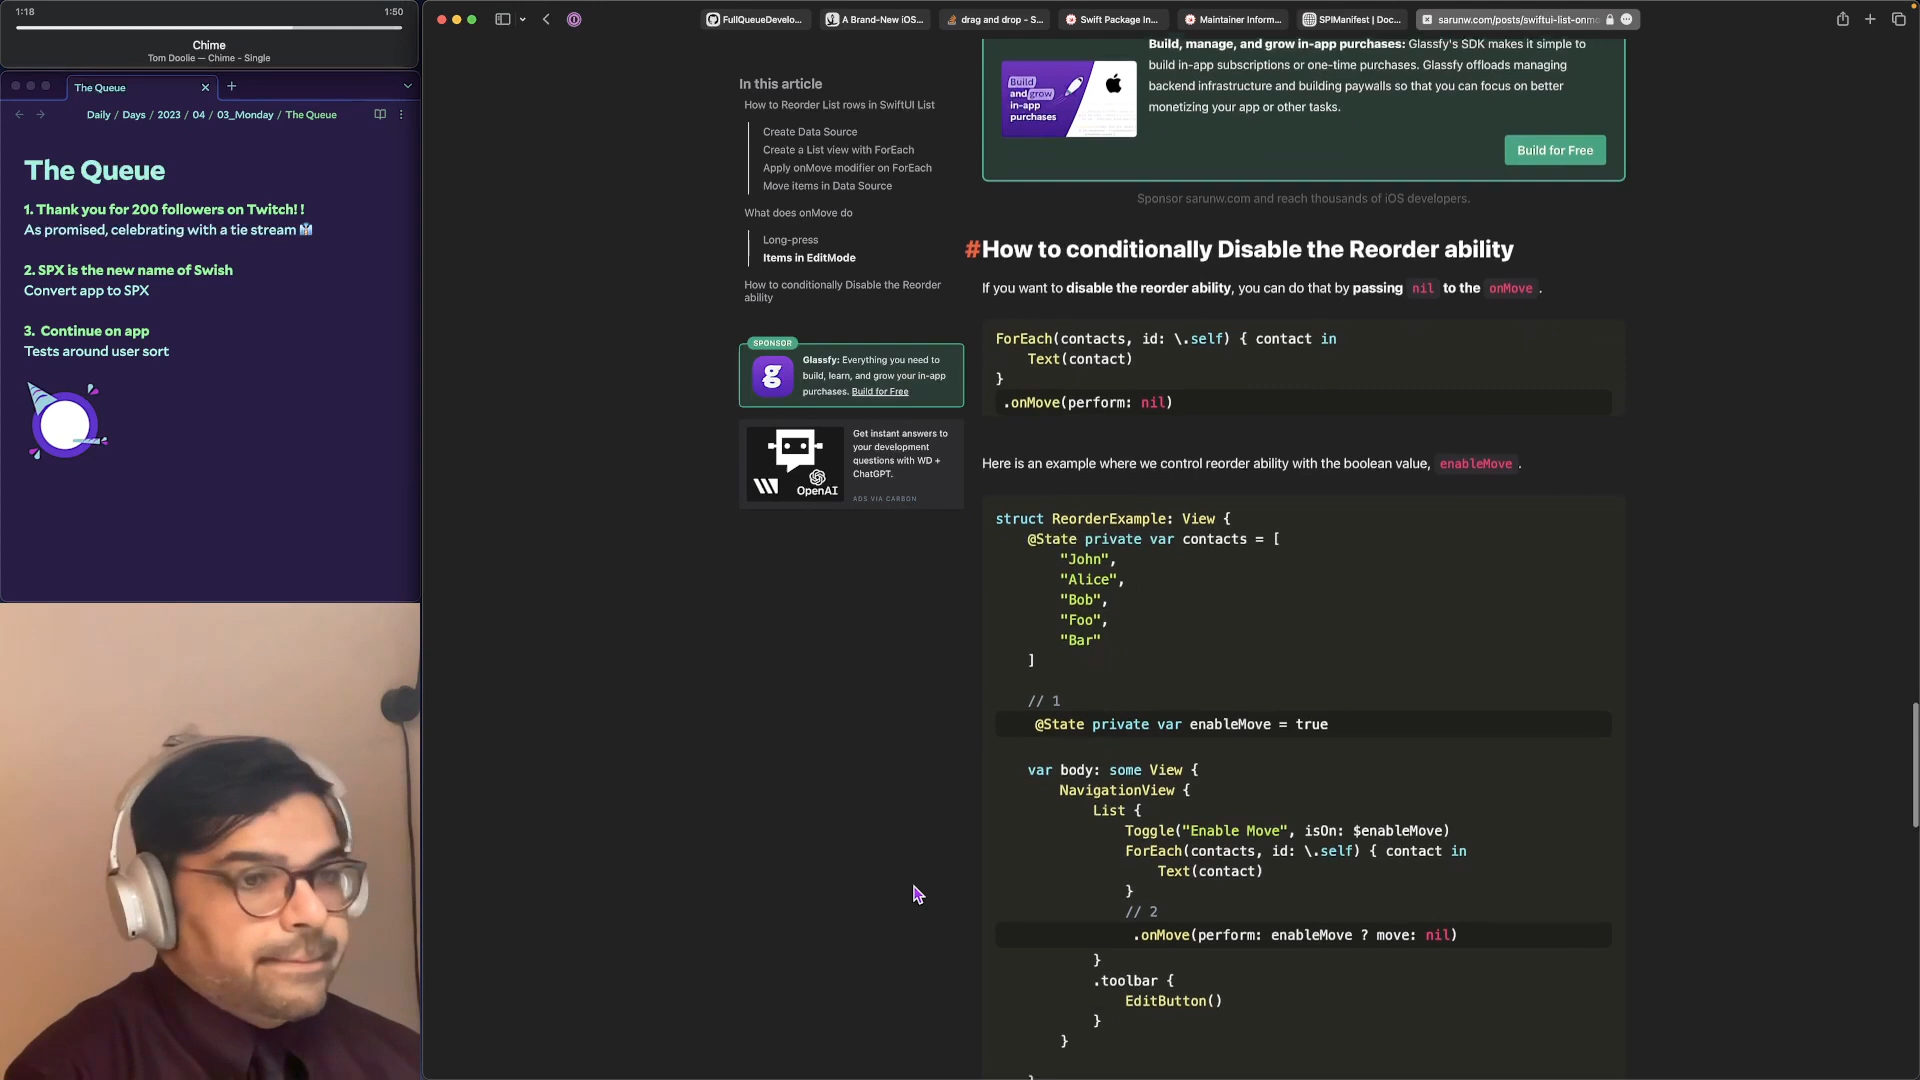 1:18
1:50
Chime
Tom Doolie — Chime - Single
The Queue
Daily / Days / 2023 / 04 / 03_Monday / The Queue
The Queue
1. Thank you for 200 followers on Twitch! !
As promised, celebrating with a tie stream 👔
2. SPX is the new name of Swish
Convert app to SPX
3. Continue on app
Tests around user sort
FullQueueDevelo...
A Brand-New iOS...
drag and drop - S...
Swift Package In...
Maintainer Inform...
SPIManifest | Doc...
sarunw.com/posts/swiftui-list-onmo
In this article
How to Reorder List rows in SwiftUI List
Create Data Source
Create a List view with ForEach
Apply onMove modifier on ForEach
Move items in Data Source
What does onMove do
Long-press
Items in EditMode
How to conditionally Disable the Reorder
ability
SPONSOR
g
Glassfy: Everything you need to
build, learn, and grow your in-app
purchases. Build for Free
OpenAI
Get instant answers to
your development
questions with WD +
ChatGPT.
ADS VIA CARBON
Build
and grow
in-app
purchases
Build, manage, and grow in-app purchases: Glassfy's SDK makes it simple to
build in-app subscriptions or one-time purchases. Glassfy offloads managing
backend infrastructure and building paywalls so that you can focus on better
monetizing your app or other tasks.
Build for Free
Sponsor sarunw.com and reach thousands of iOS developers.
#How to conditionally Disable the Reorder ability
If you want to disable the reorder ability, you can do that by passing nil to the onMove .
ForEach(contacts, id: \.self) { contact in
Text(contact)
}
.onMove(perform: nil)
Here is an example where we control reorder ability with the boolean value, enableMove .
struct ReorderExample: View {
@State private var contacts = [
"John",
"Alice",
"Bob",
"Foo",
"Bar"
]
// 1
@State private var enableMove = true
var body: some View {
NavigationView {
List {
Toggle("Enable Move", isOn: $enableMove)
ForEach(contacts, id: \.self) { contact in
Text(contact)
}
// 2
.onMove(perform: enableMove ? move: nil)
}
.toolbar {
EditButton()
}
}